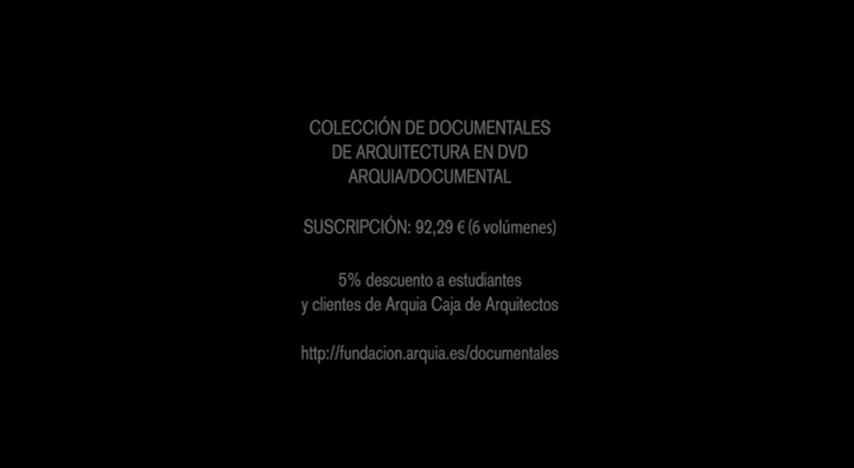 COLECCIÓN DE DOCUMENTALES
DE ARQUITECTURA EN DVD
ARQUIA/DOCUMENTAL
SUSCRIPCIÓN: 92,29 € (6 volúmenes)
5% descuento a estudiantes
y clientes de Arquia Caja de Arquitectos
http://fundacion.arquia.es/documentales